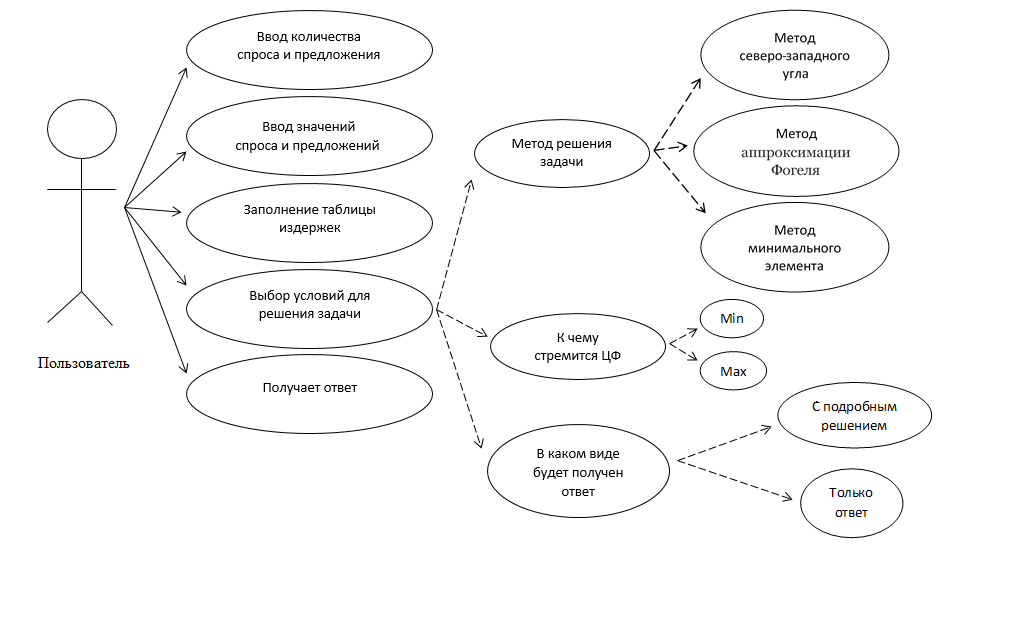 Ввод количества
спроса и предложения
Ввод значений
спроса и предложений
Заполнение таблицы
издержек
Выбор условий для
решения задачи
Получает ответ
Пользователь
Метод решения
задачи
К чему
стремится ЦФ
В каком виде
будет получен
ответ
Метод
северо-западного
угла
Метод
аппроксимации
Фогеля
Метод
минимального
элемента
Min
Max
С подробным
решением
Только
ответ